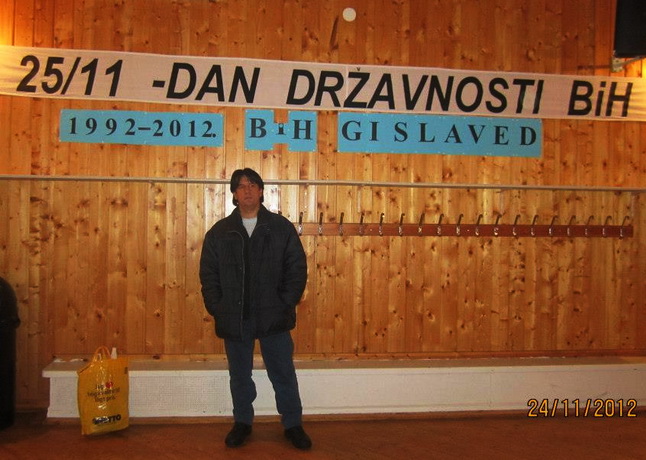 25/11 -DAN DRŽAVNOSTI BiH
1992-2012. BiH GISLAVED
24/11/2012